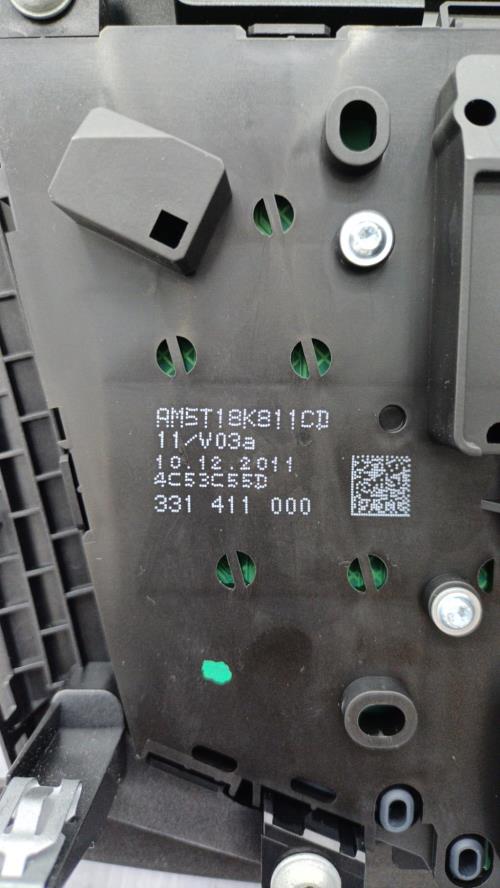 AM5T18K811CD
11/V03a
10.12.2011
4C53C55D
331 411 000